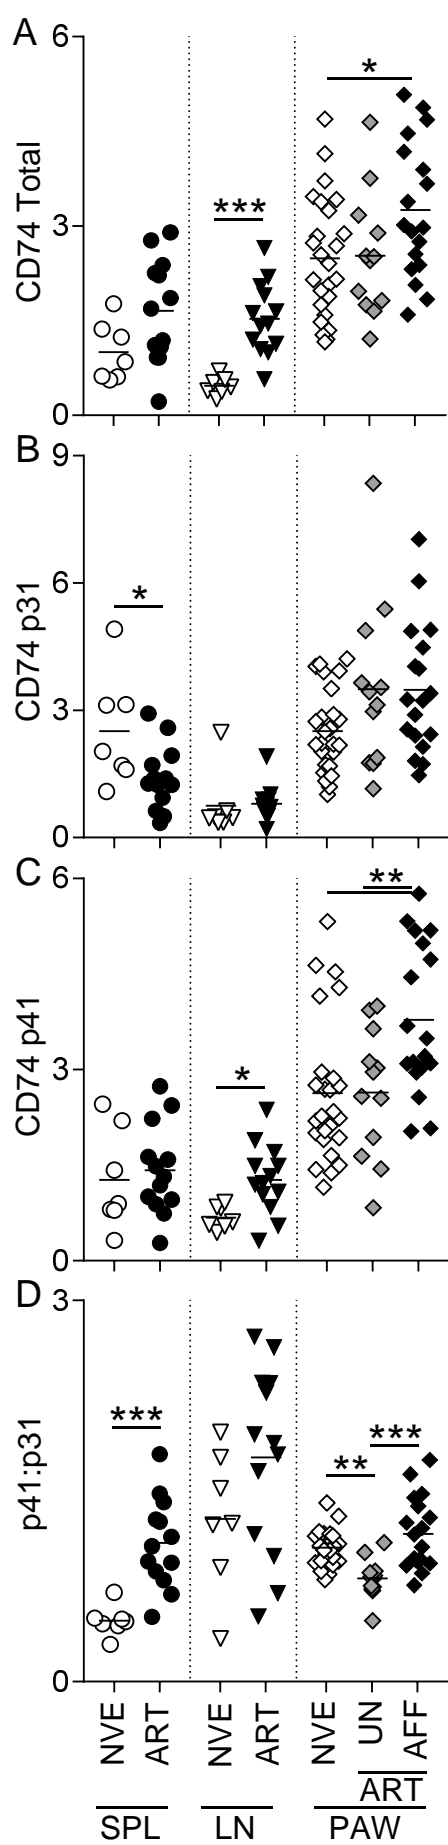 A
6
*
CD74 Total
***
3
0
B
9
6
*
CD74 p31
3
0
C
6
**
CD74 p41
3
*
0
D
3
***
***
**
p41:p31
0
NVE ART NVE ART NVE UN AFF
ART
SPL LN PAW